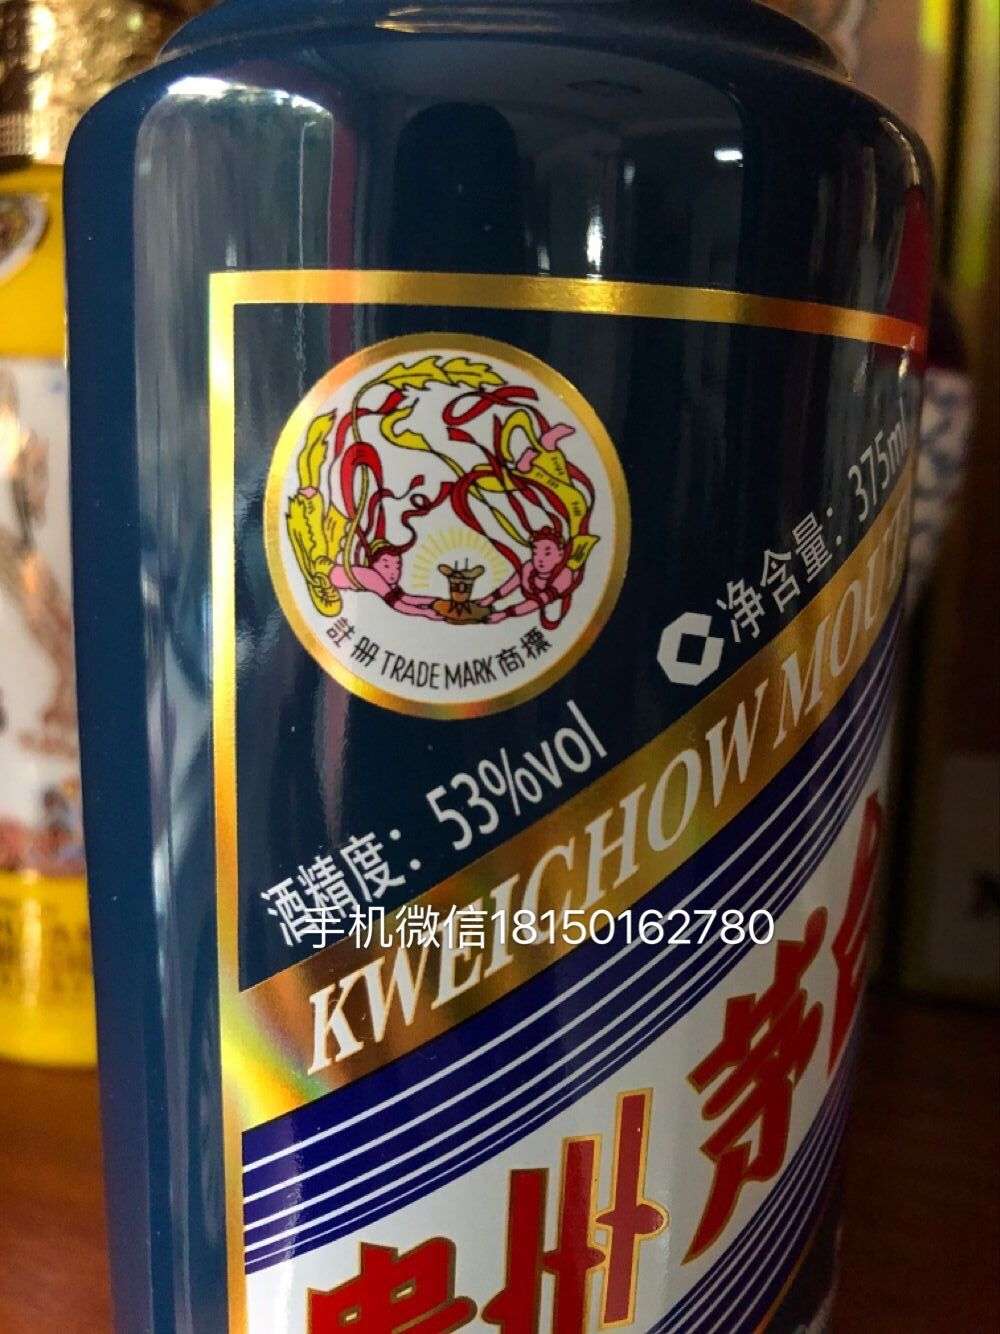 註册 TRADE MARK 商標
净含量：375ml
酒精度：53%vol
手机微信18150162780
KWEICHOW MOUT
贵州茅台